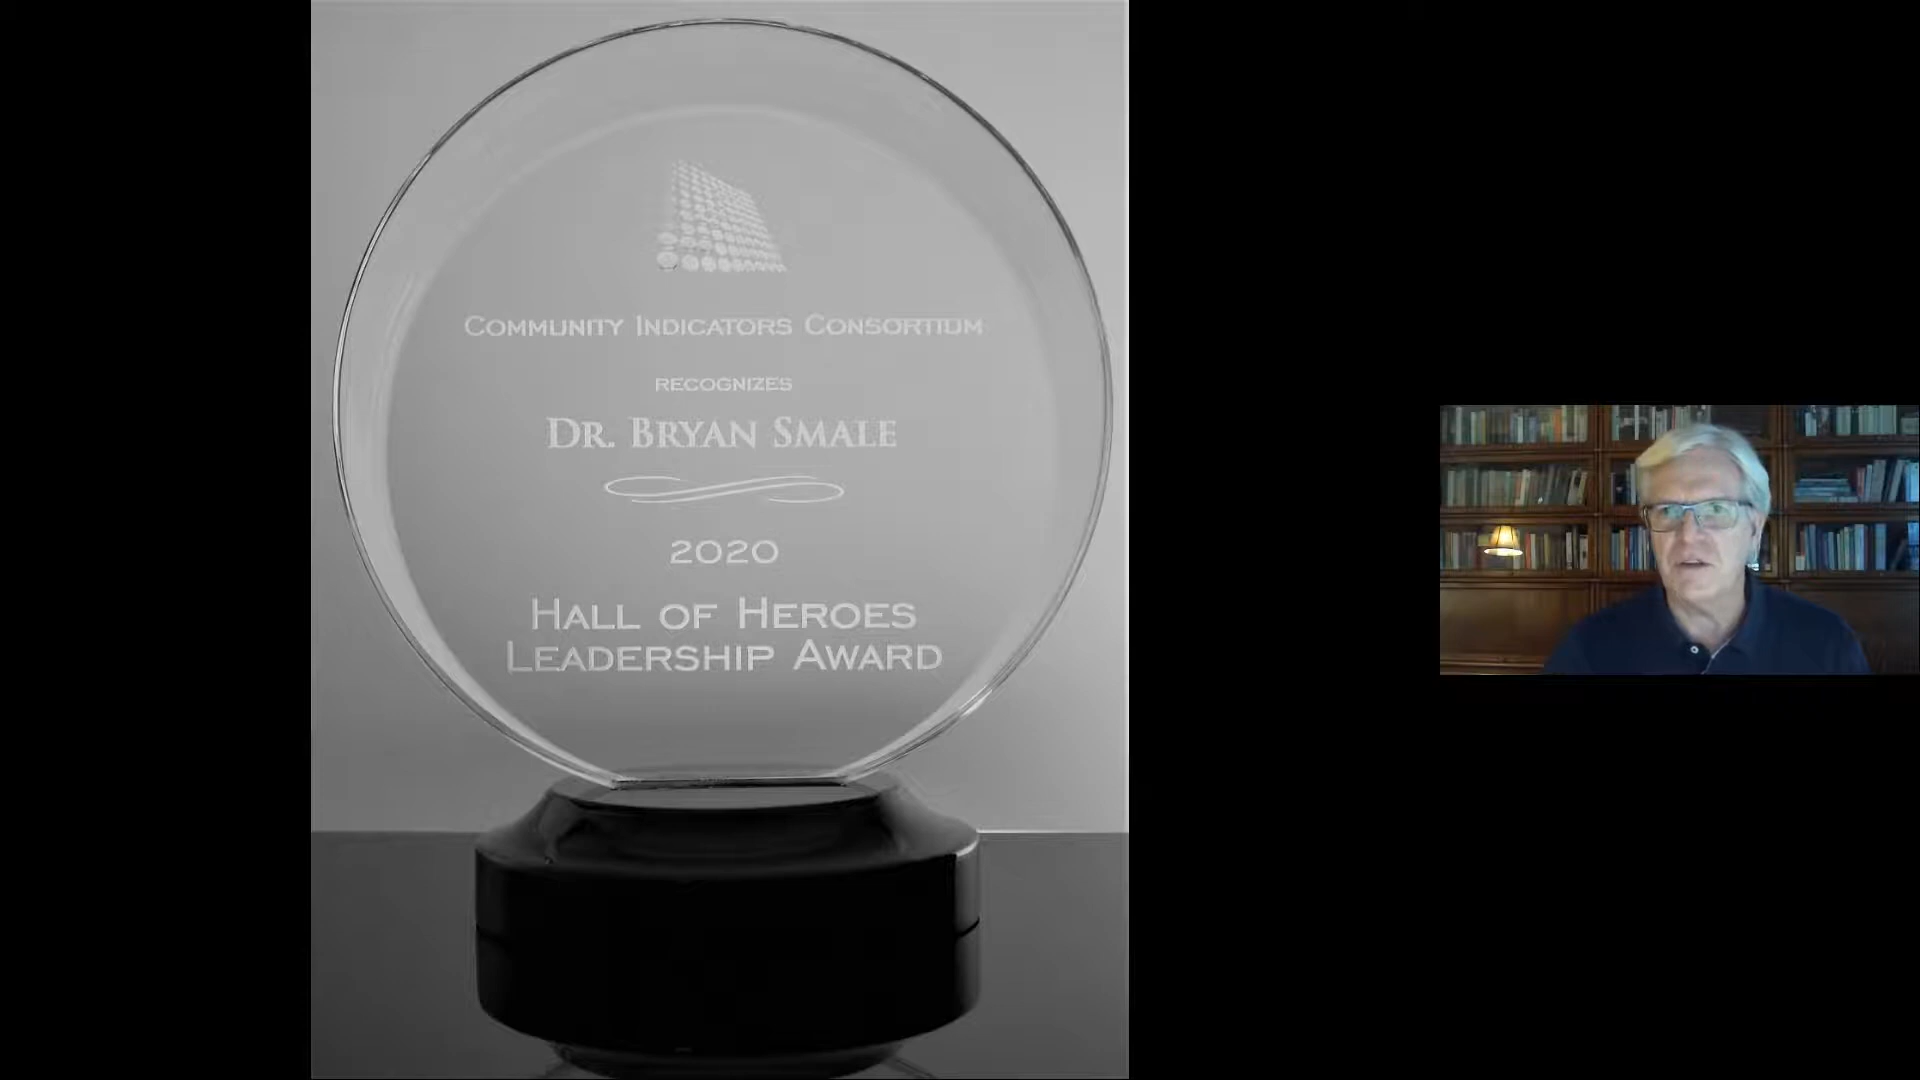 COMMUNITY INDICATORS CONSORTIUM
RECOGNIZES
DR. BRYAN SMALE
2020
HALL OF HEROES
LEADERSHIP AWARD